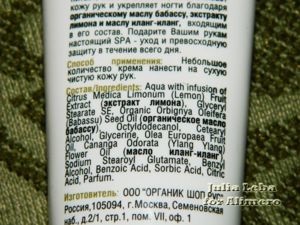 кожу рук и укрепляет ногти благодаря
органическому маслу бабассу, экстракту
лимона и маслу иланг-иланг, входящих
в его состав. Подарите Вашим рукам
настоящий SPA - уход и превосходную
защиту в течение всего дня.
Способ применения: Небольшое
количество крема нанести на сухую
чистую кожу рук.
Состав/Ingredients: Aqua with infusion of
Citrus Medica Limonum (Lemon) Fruit
Extract (экстракт лимона), Glyceryl
Stearate SE, Organic Orbignya Oleifera
(Babassu) Seed Oil (органическое масло
бабассу), Octyldodecanol, Cetearyl
Alcohol, Glycerine, Olea Europaea Fruit
Oil, Cananga Odorata (Ylang Ylang)
Flower Oil (масло иланг-иланг),
Sodium Stearoyl Glutamate, Benzyl
Alcohol, Benzoic Acid, Sorbic Acid, Citric
Acid, Parfum.
Изготовитель: ООО "ОРГАНИК ШОП РУС"
Россия,105094, г.Москва, Семеновская
наб.,д.2/1, стр.1, пом. VII, оф. 1
Julia Leba
for Alimero